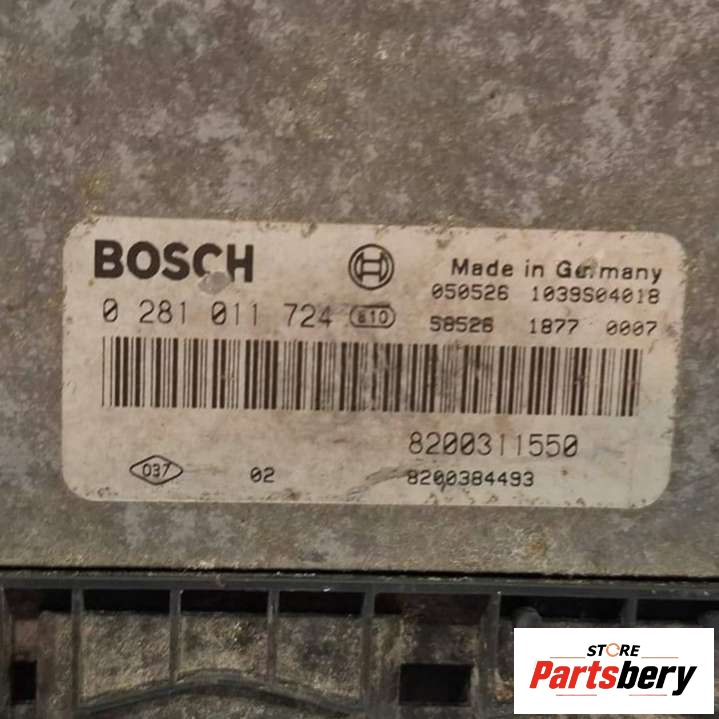 BOSCH
Made in Germany
050526 1039S04018
0 281 011 724 810
S8526 1877 0007
8200311550
037 02 8200384493
STORE
Partsbery